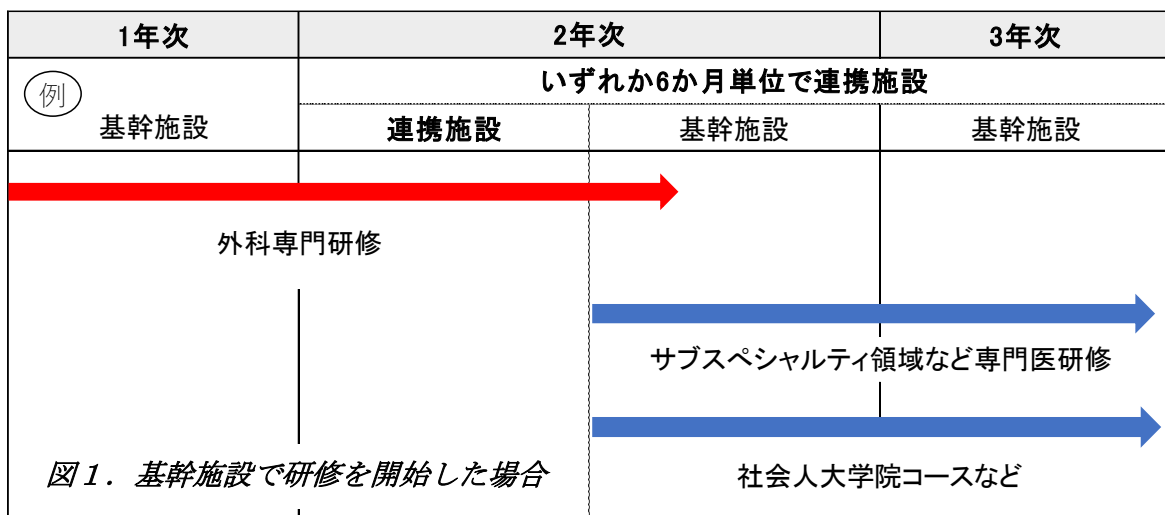 1年次 2年次 3年次
例
いずれか6か月単位で連携施設
基幹施設 連携施設 基幹施設 基幹施設
外科専門研修
サブスペシャルティ領域など専門医研修
図１．基幹施設で研修を開始した場合
社会人大学院コースなど